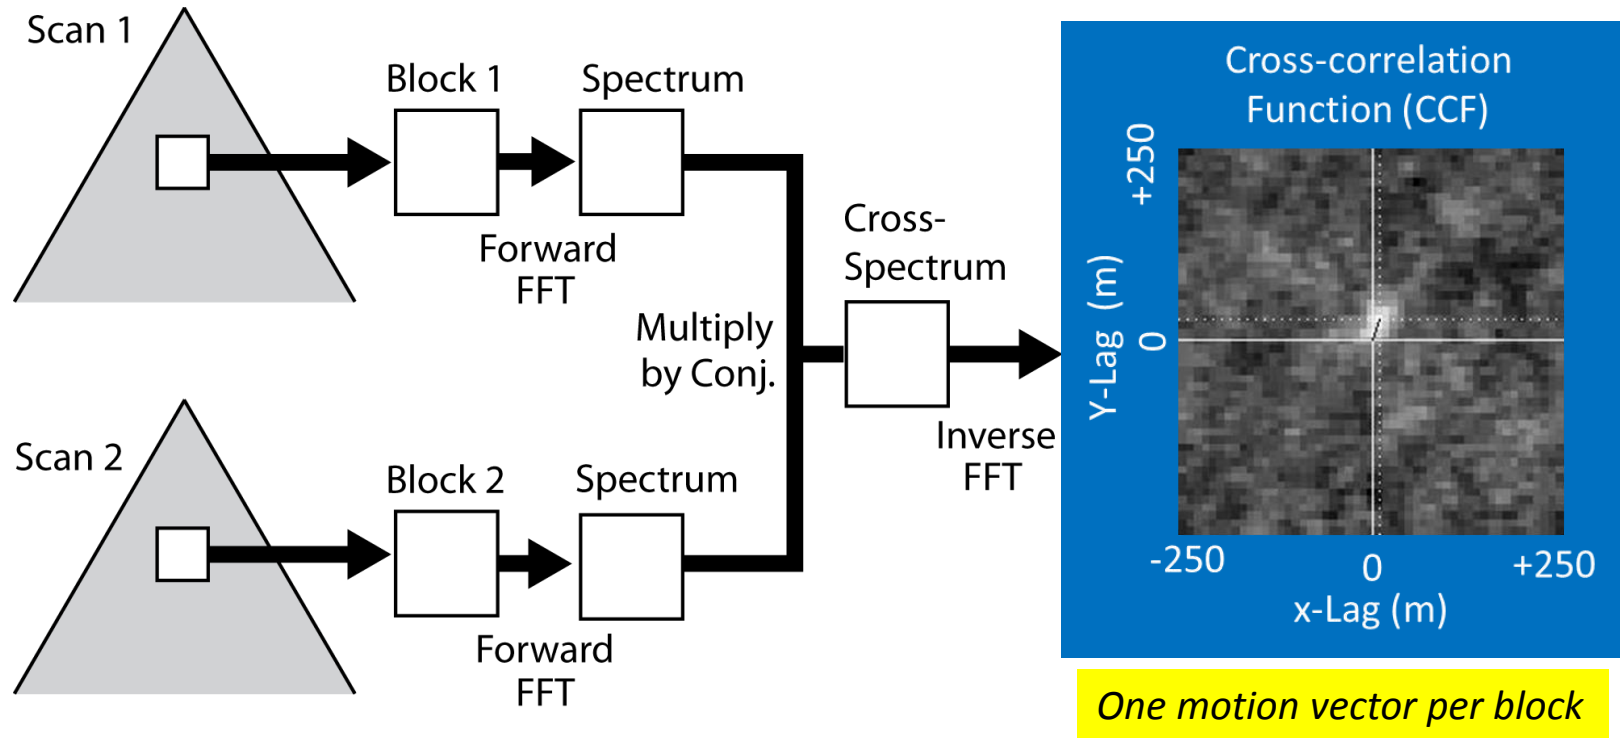 Scan 1
Block 1
Spectrum
Forward
FFT
Scan 2
Block 2
Spectrum
Forward
FFT
Multiply
by Conj.
Cross-
Spectrum
Inverse
FFT
Cross-correlation
Function (CCF)
+250
Y-Lag (m)
0
-250
0
+250
x-Lag (m)
One motion vector per block